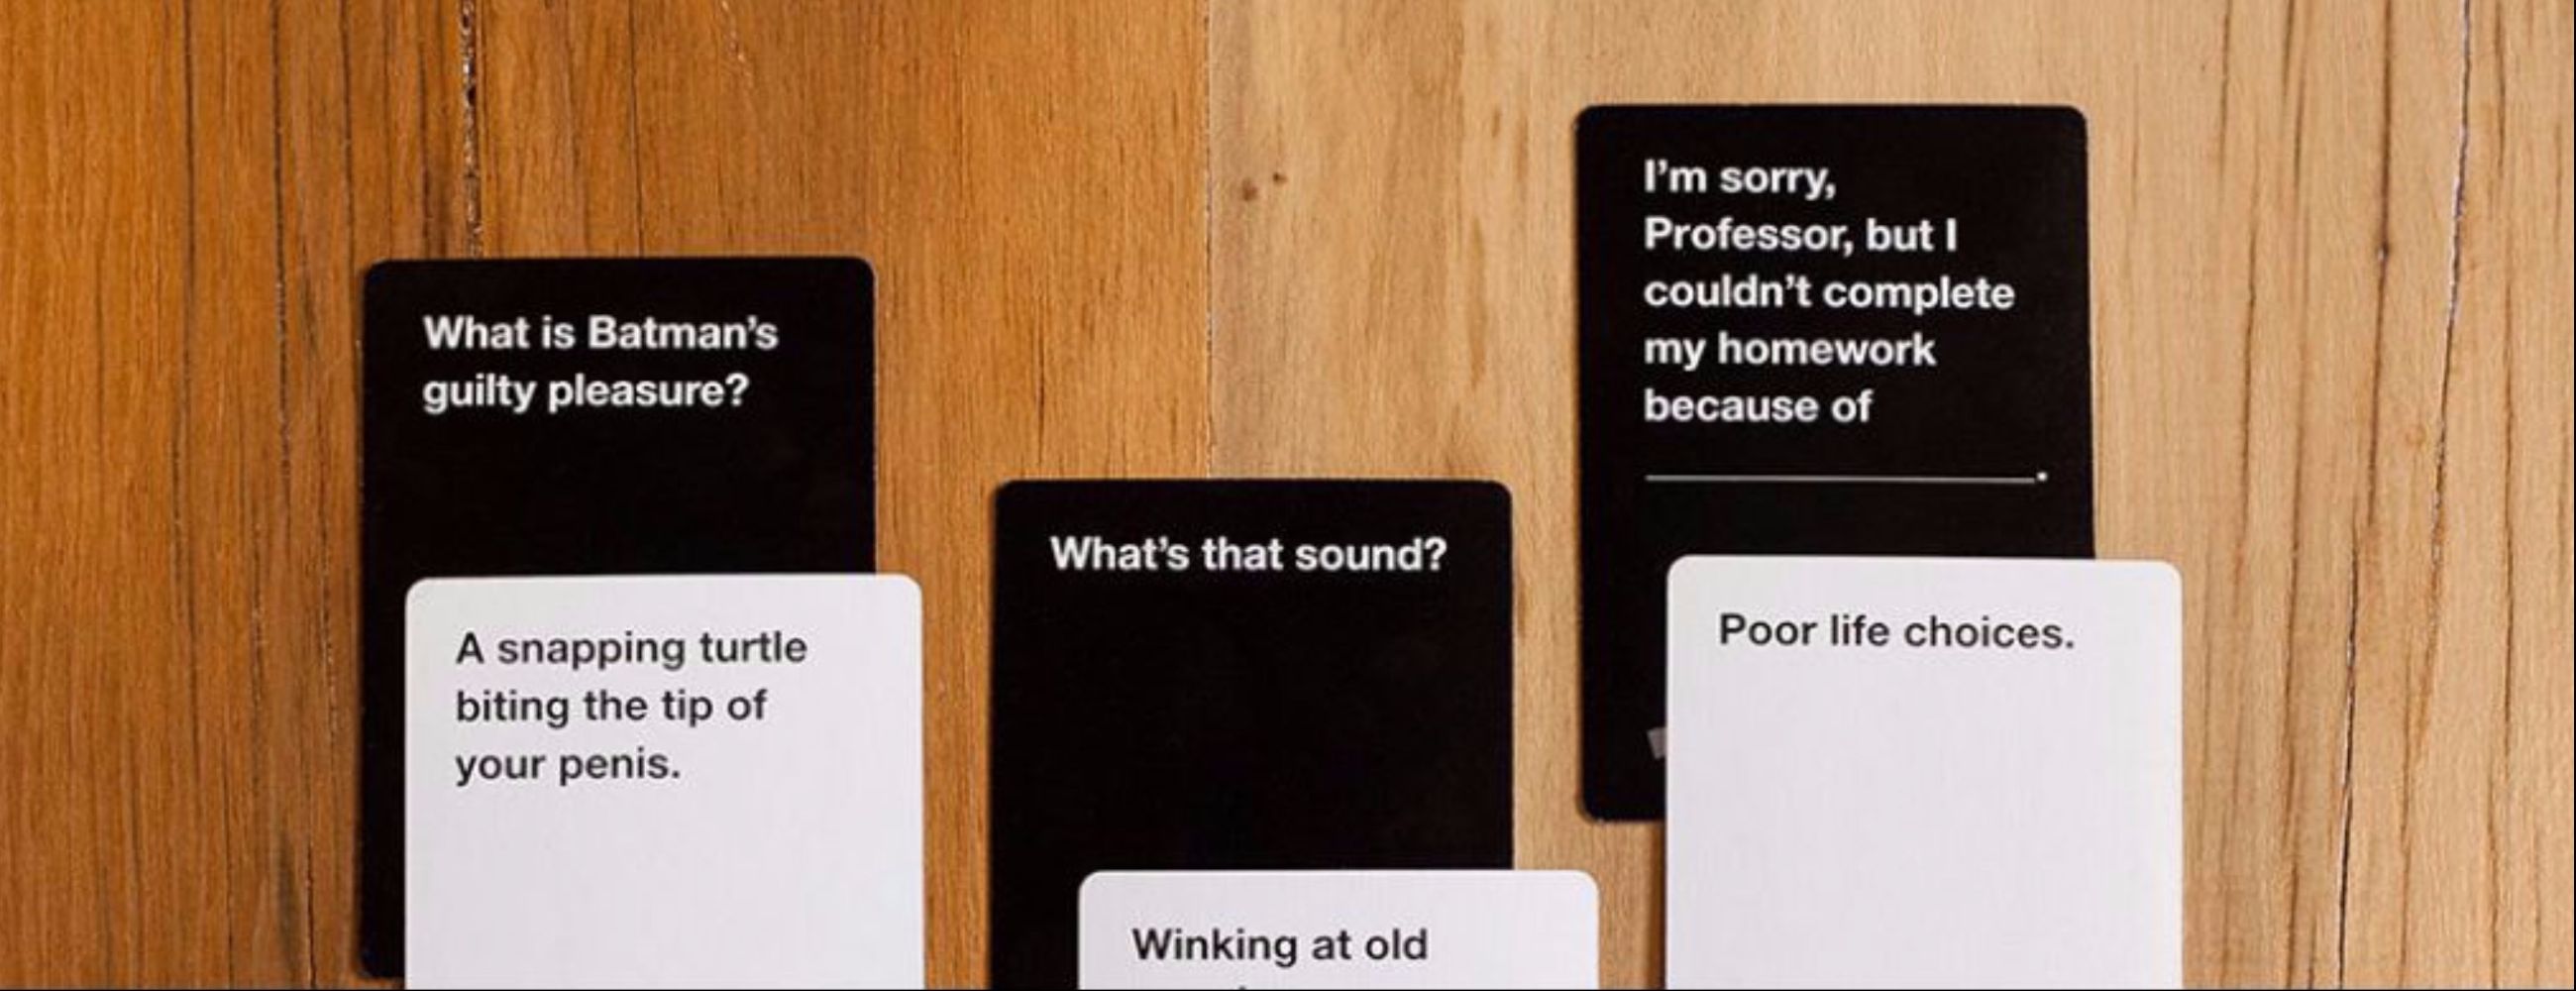 What is Batman’s
guilty pleasure?
A snapping turtle
biting the tip of
your penis.
What’s that sound?
Winking at old
I’m sorry,
Professor, but I
couldn’t complete
my homework
because of
Poor life choices.